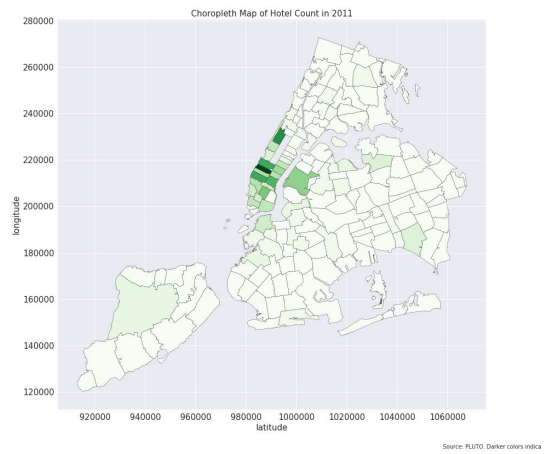 Choropleth Map of Hotel Count in 2011
280000
260000
240000
220000
200000
180000
160000
140000
120000
longitude
920000 940000 960000 980000 1000000 1020000 1040000 1060000
latitude
Source: PLUTO. Darker colors indica